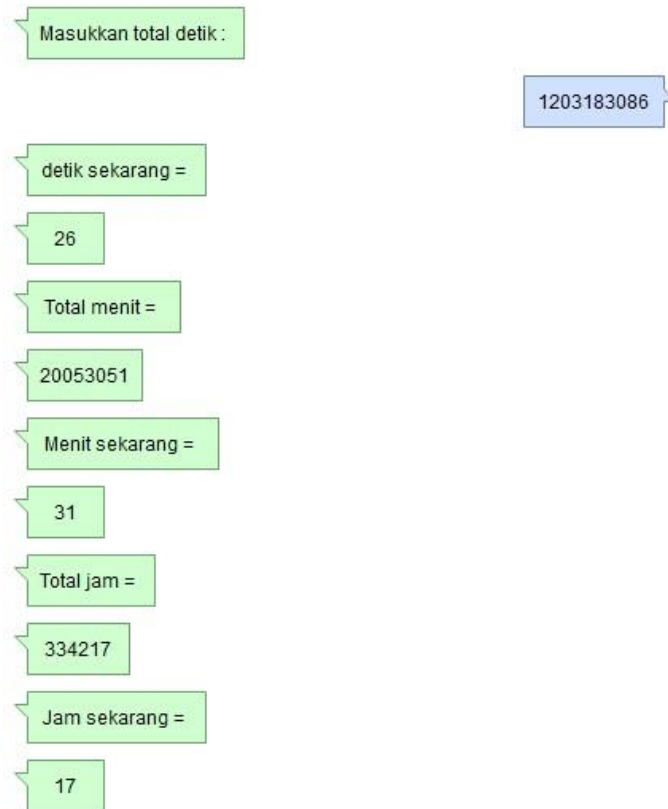 Masukkan total detik :
1203183086
detik sekarang =
26
Total menit =
20053051
Menit sekarang =
31
Total jam =
334217
Jam sekarang =
17